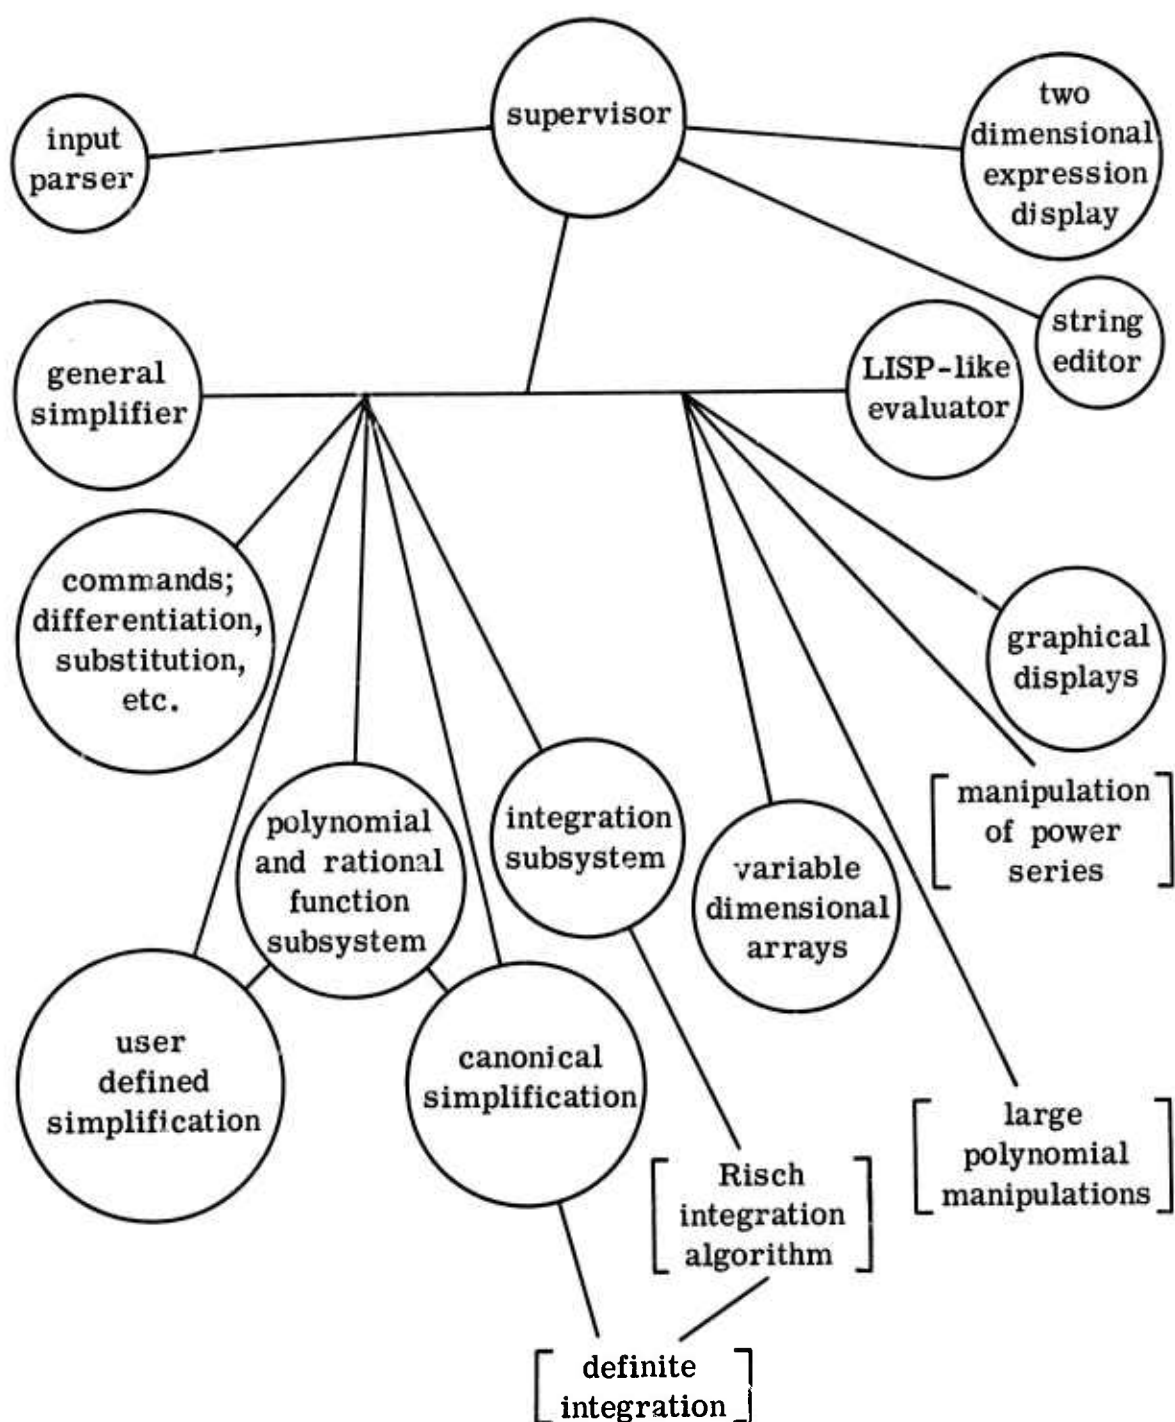 supervisor
input
parser
two
dimensional
expression
display
string
editor
general
simplifier
LISP-like
evaluator
commands;
differentiation,
substitution,
etc.
graphical
displays
polynomial
and rational
function
subsystem
integration
subsystem
variable
dimensional
arrays
manipulation
of power
series
user
defined
simplification
canonical
simplification
Risch
integration
algorithm
large
polynomial
manipulations
definite
integration